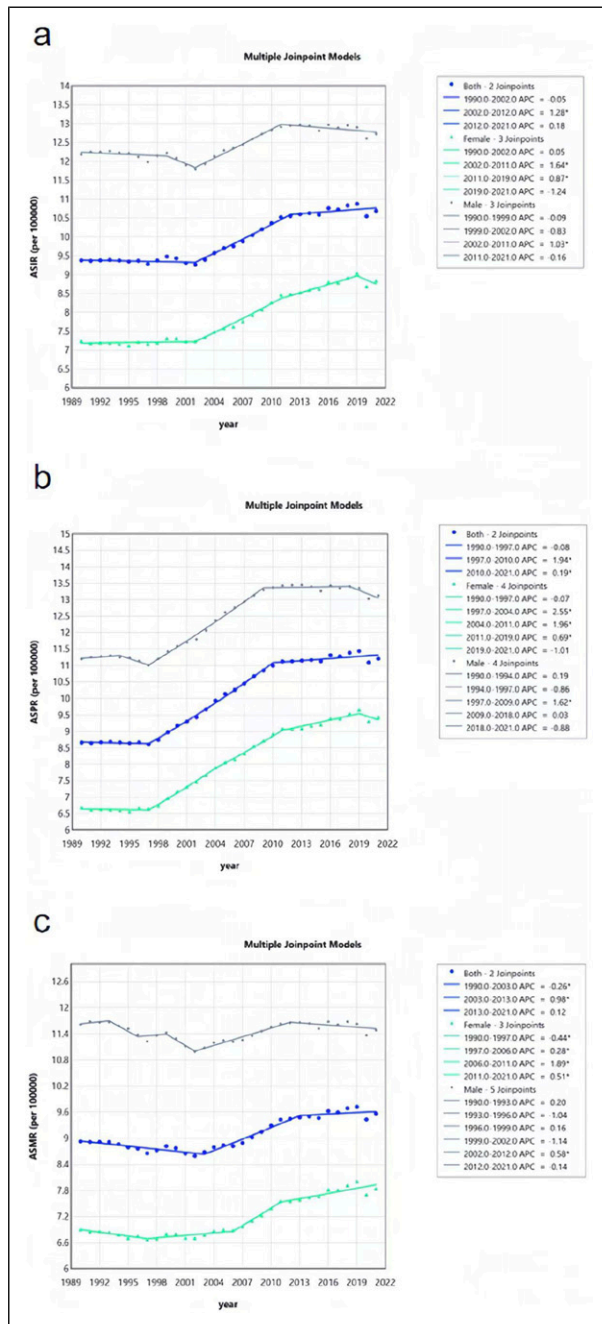 a
Multiple Joinpoint Models
14
13.5
13
12.5
12
11.5
11
10.5
10
9.5
9
8.5
8
7.5
7
6.5
6
1989 1992 1995 1998 2001 2004 2007 2010 2013 2016 2019 2022
ASIR (per 100000)
year
Both - 2 Joinpoints
1990.0-2002.0 APC = -0.05
2002.0-2012.0 APC = 1.28*
2012.0-2021.0 APC = 0.18
Female - 3 Joinpoints
1990.0-2002.0 APC = 0.05
2002.0-2011.0 APC = 1.64*
2011.0-2019.0 APC = 0.87*
2019.0-2021.0 APC = -1.24
Male - 3 Joinpoints
1990.0-1999.0 APC = -0.09
1999.0-2002.0 APC = -0.83
2002.0-2011.0 APC = 1.03*
2011.0-2021.0 APC = -0.16
b
Multiple Joinpoint Models
15
14.5
14
13.5
13
12.5
12
11.5
11
10.5
10
9.5
9
8.5
8
7.5
7
6.5
6
1989 1992 1995 1998 2001 2004 2007 2010 2013 2016 2019 2022
ASPR (per 100000)
year
Both - 2 Joinpoints
1990.0-1997.0 APC = -0.08
1997.0-2010.0 APC = 1.94*
2010.0-2021.0 APC = 0.19*
Female - 4 Joinpoints
1990.0-1997.0 APC = -0.07
1997.0-2004.0 APC = 2.55*
2004.0-2011.0 APC = 1.96*
2011.0-2019.0 APC = 0.69*
2019.0-2021.0 APC = -1.01
Male - 4 Joinpoints
1990.0-1994.0 APC = 0.19
1994.0-1997.0 APC = -0.86
1997.0-2009.0 APC = 1.62*
2009.0-2018.0 APC = 0.03
2018.0-2021.0 APC = -0.88
c
Multiple Joinpoint Models
12.6
12
11.4
10.8
10.2
9.6
9
8.4
7.8
7.2
6.6
6
1989 1992 1995 1998 2001 2004 2007 2010 2013 2016 2019 2022
ASMR (per 100000)
year
Both - 2 Joinpoints
1990.0-2003.0 APC = -0.26*
2003.0-2013.0 APC = 0.98*
2013.0-2021.0 APC = 0.12
Female - 3 Joinpoints
1990.0-1997.0 APC = -0.44*
1997.0-2006.0 APC = 0.28*
2006.0-2011.0 APC = 1.89*
2011.0-2021.0 APC = 0.51*
Male - 5 Joinpoints
1990.0-1993.0 APC = 0.20
1993.0-1996.0 APC = -1.04
1996.0-1999.0 APC = 0.16
1999.0-2002.0 APC = -1.14
2002.0-2012.0 APC = 0.58*
2012.0-2021.0 APC = -0.14